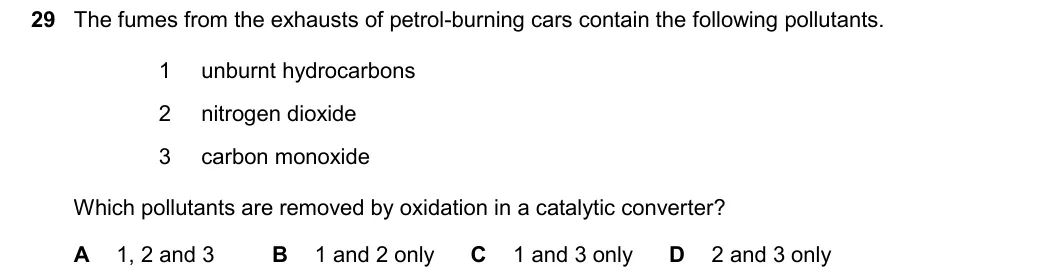 29 The fumes from the exhausts of petrol-burning cars contain the following pollutants.
1 unburnt hydrocarbons
2 nitrogen dioxide
3 carbon monoxide
Which pollutants are removed by oxidation in a catalytic converter?
A 1, 2 and 3 B 1 and 2 only C 1 and 3 only D 2 and 3 only